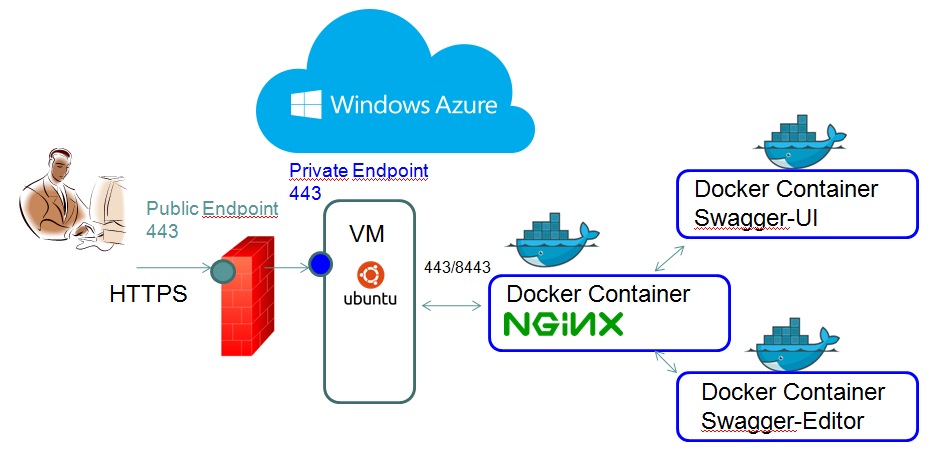 Windows Azure
Private Endpoint
443
Public Endpoint
443
HTTPS
VM
ubuntu
443/8443
Docker Container
NGiNX
Docker Container
Swagger-UI
Docker Container
Swagger-Editor